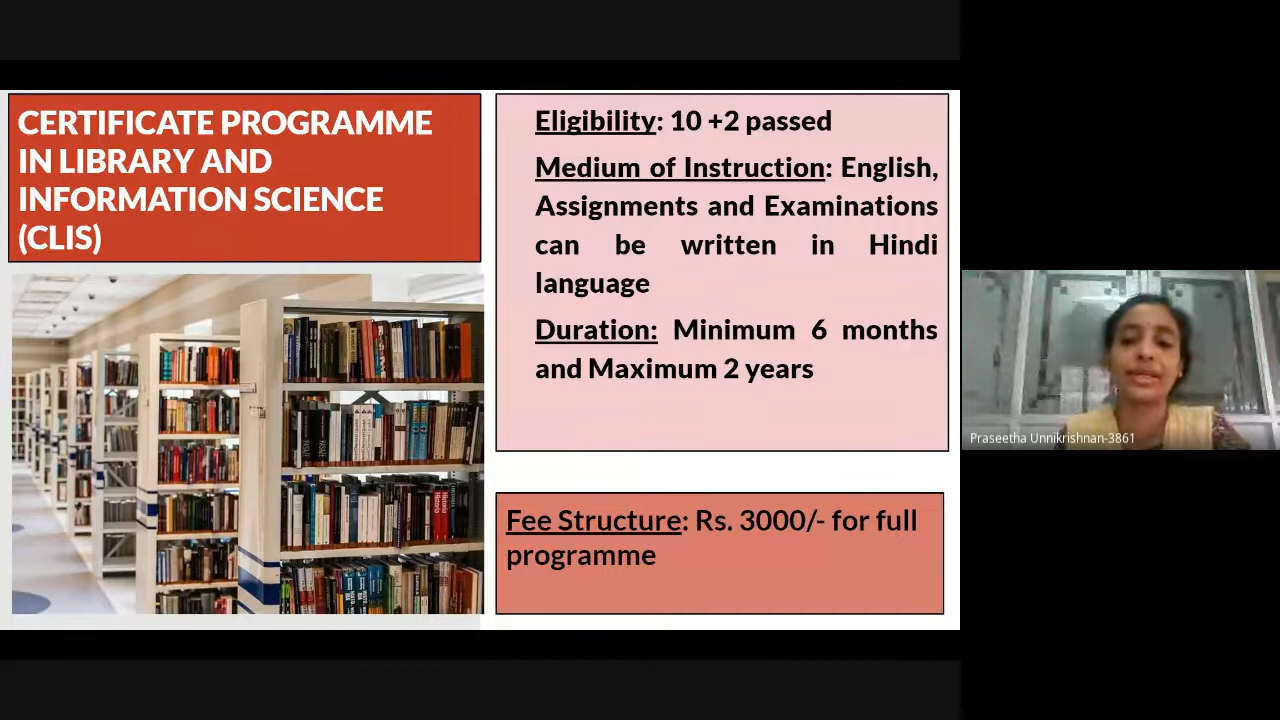 CERTIFICATE PROGRAMME
IN LIBRARY AND
INFORMATION SCIENCE
(CLIS)
Eligibility: 10 +2 passed
Medium of Instruction: English,
Assignments and Examinations
can be written in Hindi
language
Duration: Minimum 6 months
and Maximum 2 years
Fee Structure: Rs. 3000/- for full
programme
Praseetha Unnikrishnan-3861